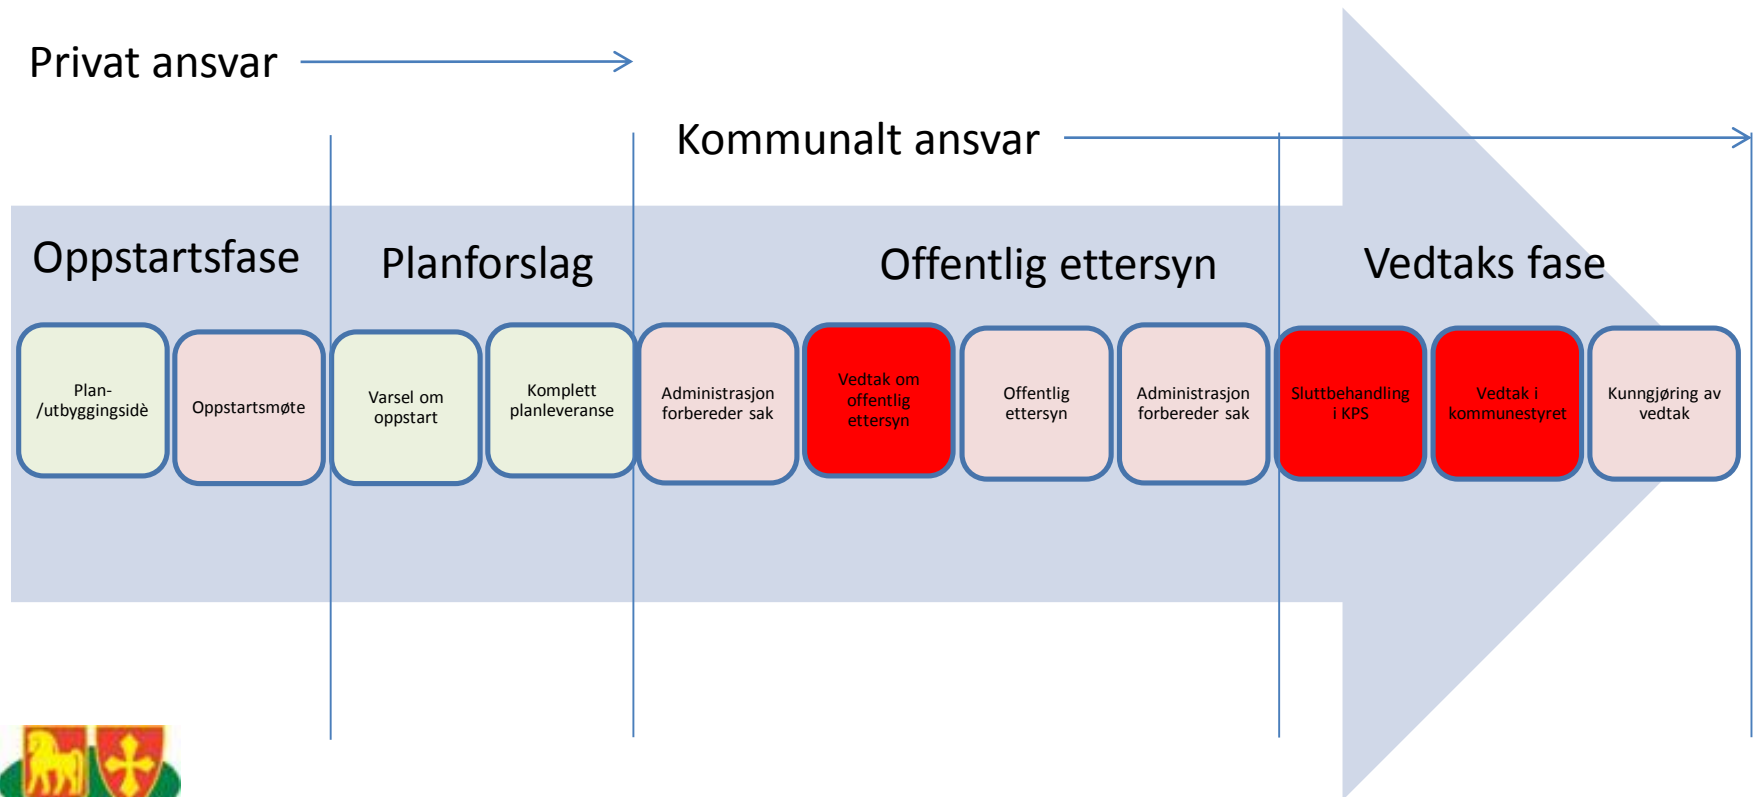 Privat ansvar
Kommunalt ansvar
Oppstartsfase
Planforslag
Offentlig ettersyn
Vedtaks fase
Plan-
/utbyggingsidè
Oppstartsmøte
Varsel om
oppstart
Komplett
planleveranse
Administrasjon
forbereder sak
Vedtak om
offentlig
ettersyn
Offentlig
ettersyn
Administrasjon
forbereder sak
Sluttbehandling
i KPS
Vedtak i
kommunestyret
Kunngjøring av
vedtak